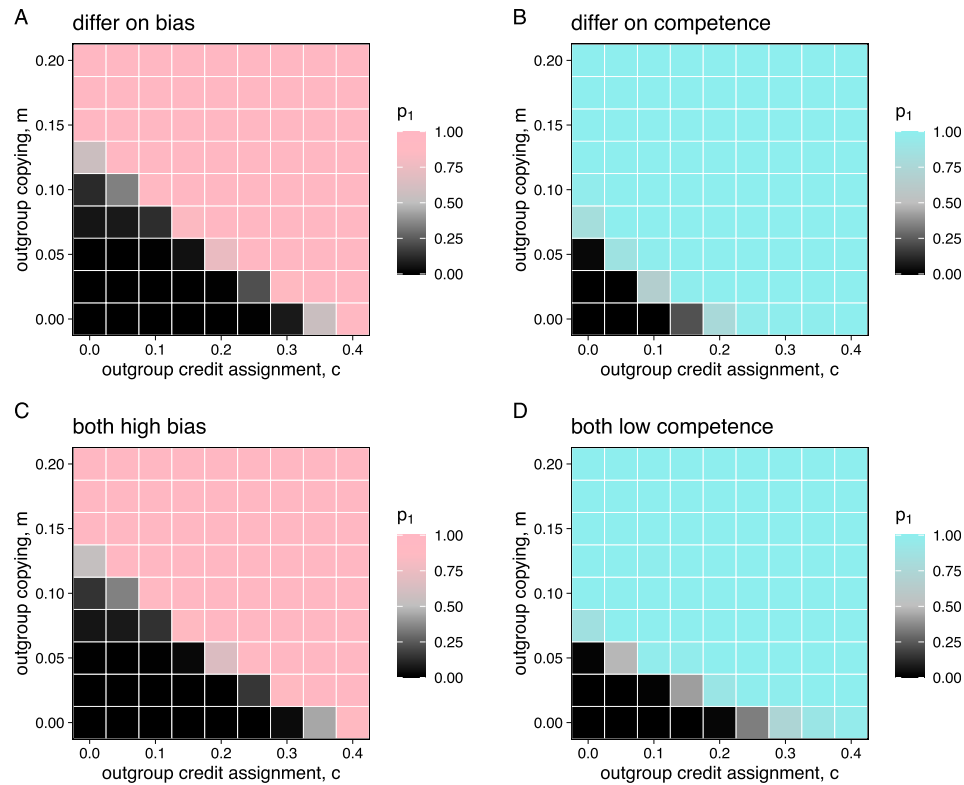 A
differ on bias
outgroup copying, m
0.20
0.15
0.10
0.05
0.00
0.0 0.1 0.2 0.3 0.4
outgroup credit assignment, c
p1
1.00
0.75
0.50
0.25
0.00
B
differ on competence
outgroup copying, m
0.20
0.15
0.10
0.05
0.00
0.0 0.1 0.2 0.3 0.4
outgroup credit assignment, c
p1
1.00
0.75
0.50
0.25
0.00
C
both high bias
outgroup copying, m
0.20
0.15
0.10
0.05
0.00
0.0 0.1 0.2 0.3 0.4
outgroup credit assignment, c
p1
1.00
0.75
0.50
0.25
0.00
D
both low competence
outgroup copying, m
0.20
0.15
0.10
0.05
0.00
0.0 0.1 0.2 0.3 0.4
outgroup credit assignment, c
p1
1.00
0.75
0.50
0.25
0.00